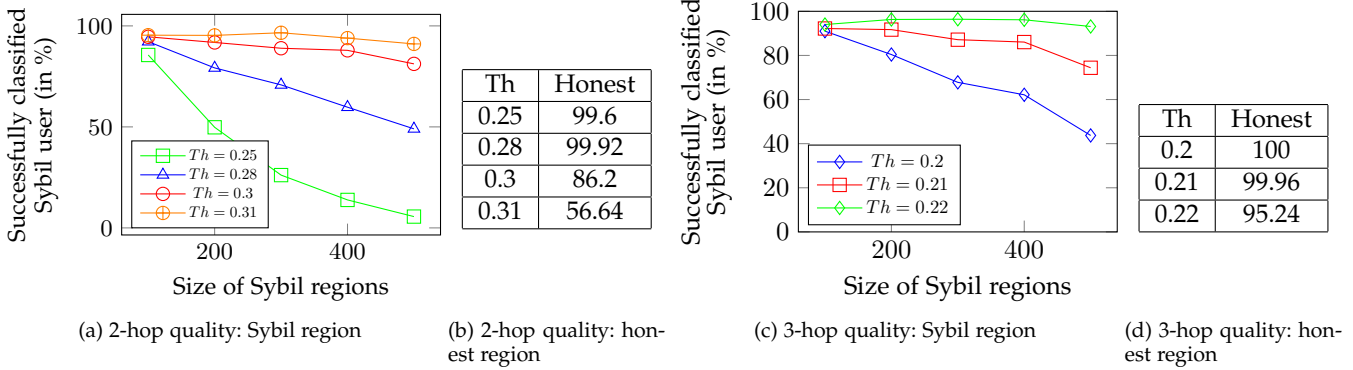 Successfully classified
Sybil user (in %)
100
50
0
200
400
Th = 0.25
Th = 0.28
Th = 0.3
Th = 0.31
Size of Sybil regions
(a) 2-hop quality: Sybil region
Th Honest
0.25 99.6
0.28 99.92
0.3 86.2
0.31 56.64
(b) 2-hop quality: hon-
est region
Successfully classified
Sybil user (in %)
100
80
60
40
20
0
200
400
Th = 0.2
Th = 0.21
Th = 0.22
Size of Sybil regions
(c) 3-hop quality: Sybil region
Th Honest
0.2 100
0.21 99.96
0.22 95.24
(d) 3-hop quality: hon-
est region